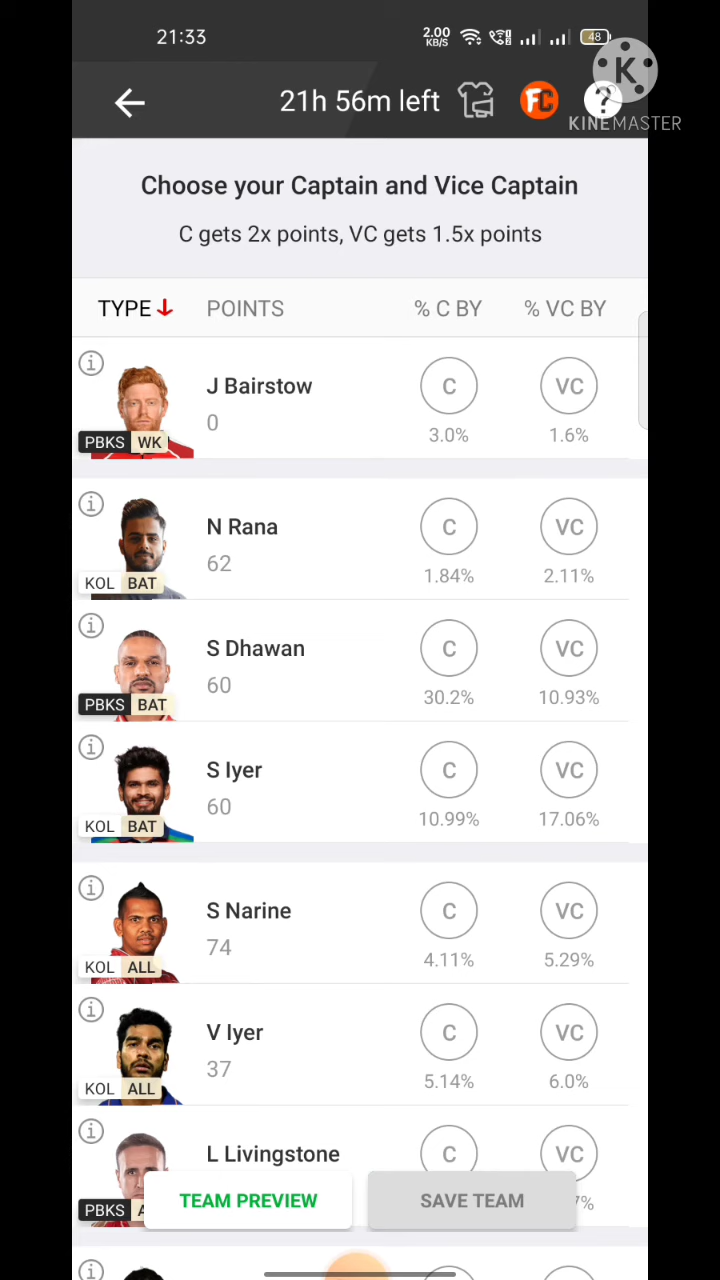 21:33
2.00 KB/S
48
21h 56m left
FC
?
K
KINEMASTER
Choose your Captain and Vice Captain
C gets 2x points, VC gets 1.5x points
TYPE POINTS % C BY % VC BY
J Bairstow C VC
0 3.0% 1.6%
PBKS WK
N Rana C VC
62 1.84% 2.11%
KOL BAT
S Dhawan C VC
60 30.2% 10.93%
PBKS BAT
S Iyer C VC
60 10.99% 17.06%
KOL BAT
S Narine C VC
74 4.11% 5.29%
KOL ALL
V Iyer C VC
37 5.14% 6.0%
KOL ALL
L Livingstone C VC
PBKS
TEAM PREVIEW SAVE TEAM